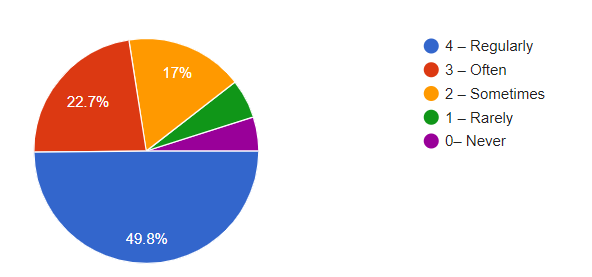 17%
22.7%
49.8%
4 – Regularly
3 – Often
2 – Sometimes
1 – Rarely
0– Never